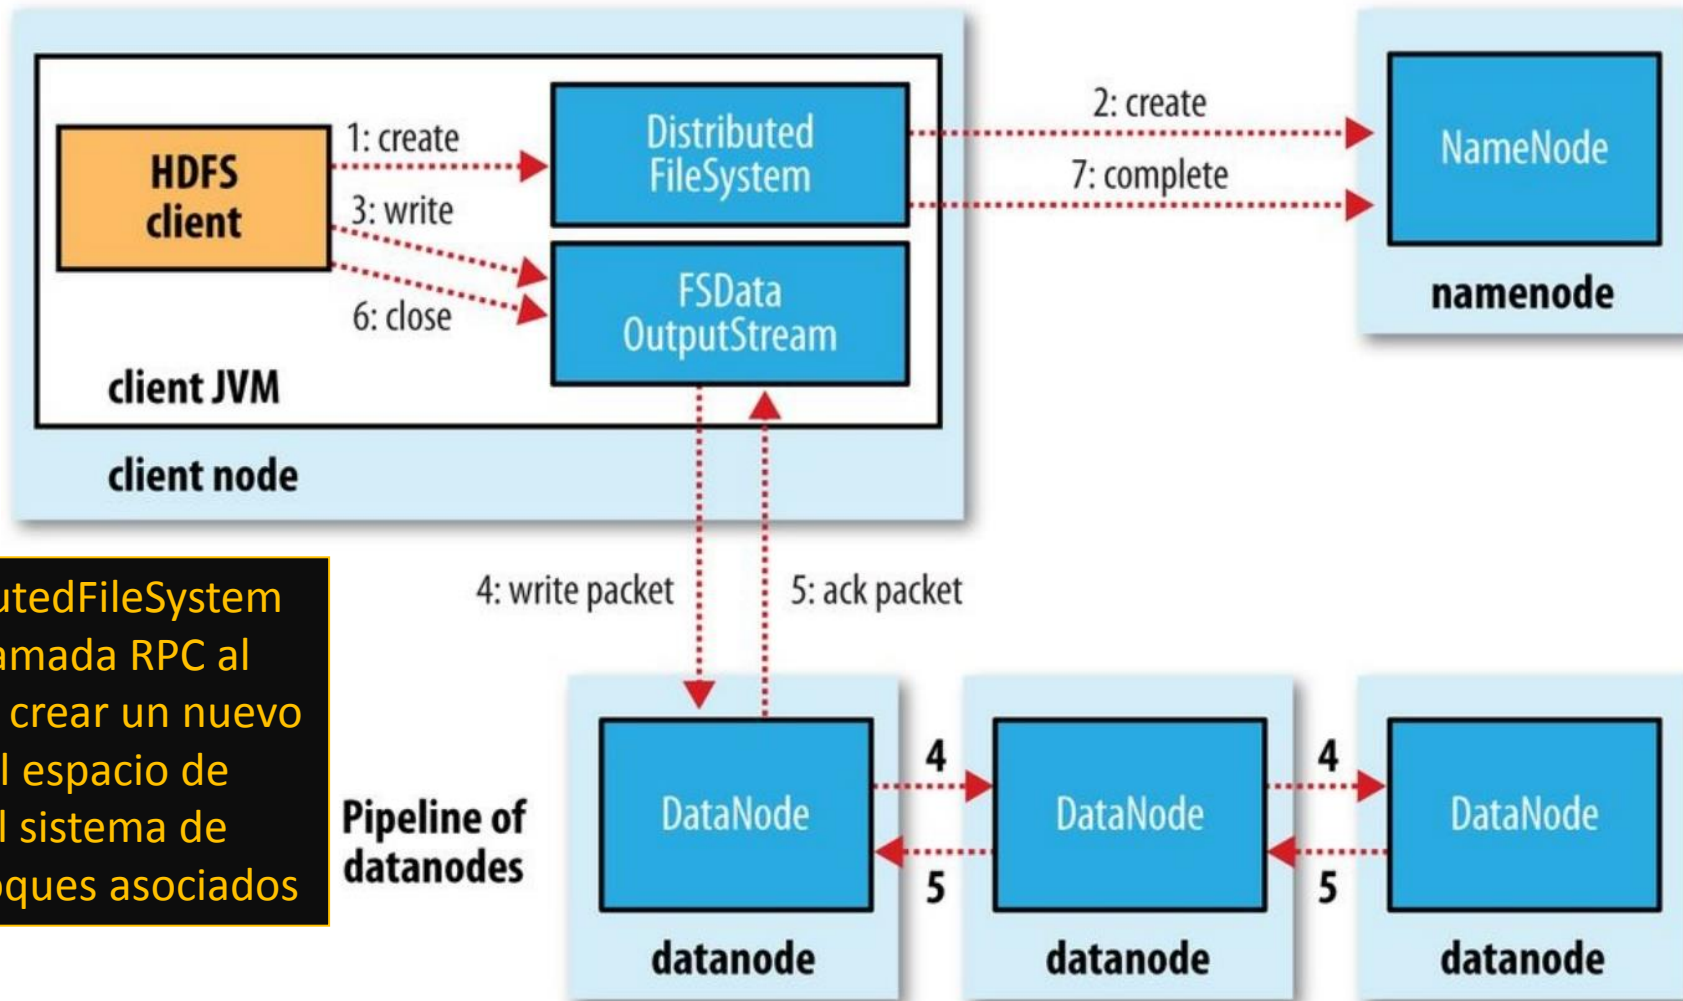 1: create
HDFS
client
3: write
6: close
Distributed
FileSystem
FSData
OutputStream
client JVM
client node
2: create
7: complete
NameNode
namenode
4: write packet
5: ack packet
utedFileSystem
amada RPC al
crear un nuevo
l espacio de
l sistema de
oques asociados
Pipeline of
datanodes
DataNode
datanode
4
5
DataNode
datanode
4
5
DataNode
datanode